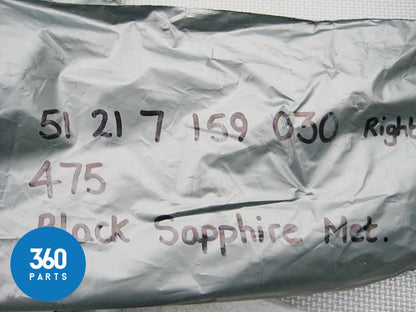 51 21 7 159 030 Right
475
Black Sapphire Met.
360
PARTS